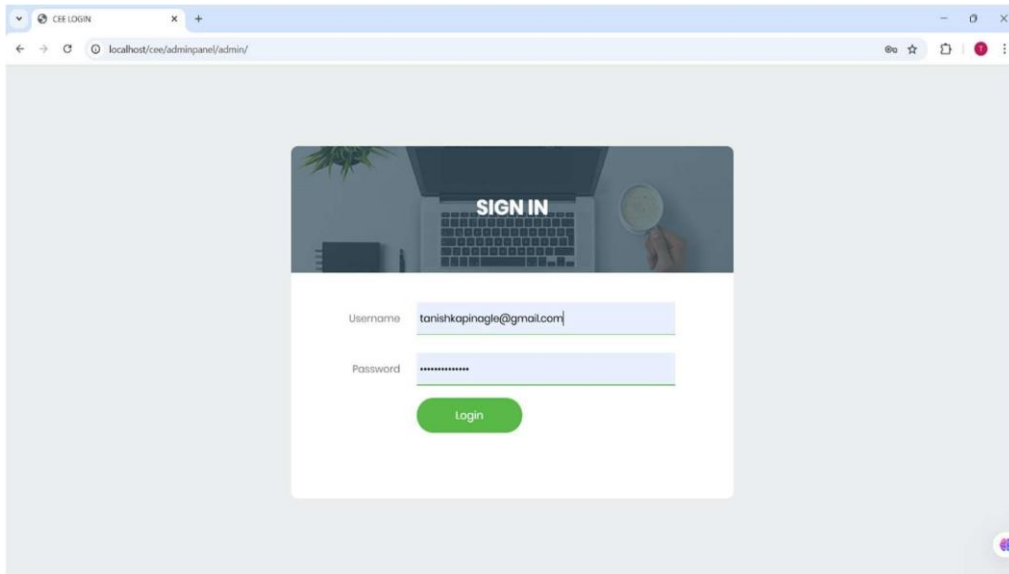 CEE LOGIN
localhost/cee/adminpanel/admin/
T
SIGN IN
Username tanishkapinagle@gmail.com
Password ••••••••••••••
Login